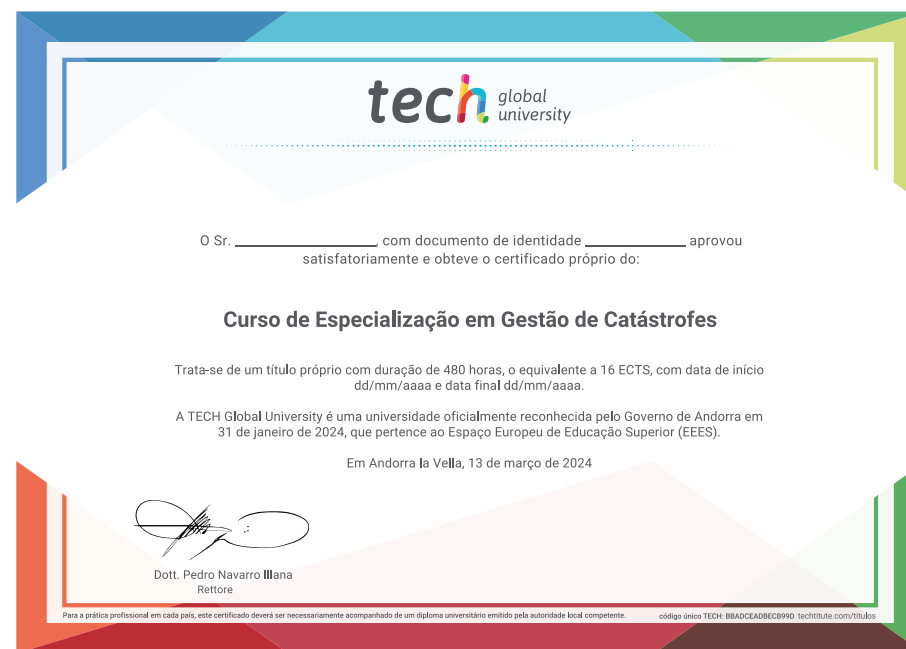 tech global university
O Sr. ________________, com documento de identidade ______________ aprovou
satisfatoriamente e obteve o certificado próprio do:
Curso de Especialização em Gestão de Catástrofes
Trata-se de um título próprio com duração de 480 horas, o equivalente a 16 ECTS, com data de início
dd/mm/aaaa e data final dd/mm/aaaa.
A TECH Global University é uma universidade oficialmente reconhecida pelo Governo de Andorra em
31 de janeiro de 2024, que pertence ao Espaço Europeu de Educação Superior (EEES).
Em Andorra la Vella, 13 de março de 2024
Dott. Pedro Navarro Illana
Rettore
Para a prática profissional em cada país, este certificado deverá ser necessariamente acompanhado de um diploma universitário emitido pela autoridade local competente.
código único TECH: BBADCEADBECB99D techtitute.com/titulos